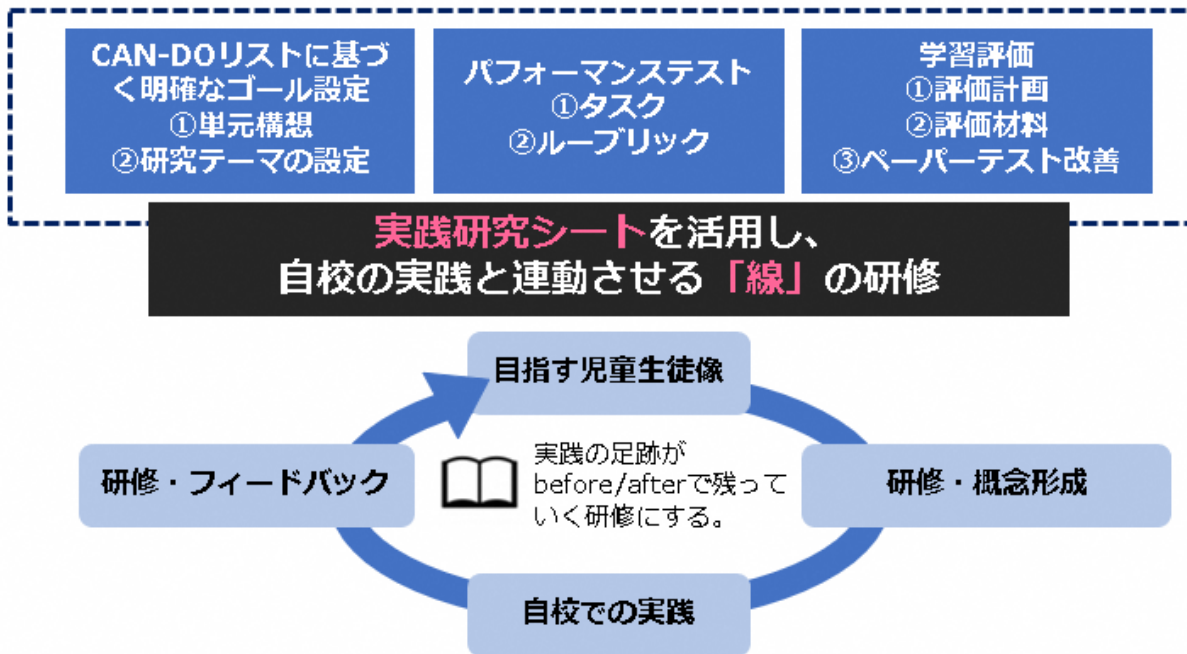 CAN-DOリストに基づ
く明確なゴール設定
①単元構想
②研究テーマの設定
パフォーマンステスト
①タスク
②ルーブリック
学習評価
①評価計画
②評価材料
③ペーパーテスト改善
実践研究シートを活用し、
自校の実践と連動させる「線」の研修
目指す児童生徒像
研修・フィードバック
実践の足跡が
before/afterで残って
いく研修にする。
研修・概念形成
自校での実践